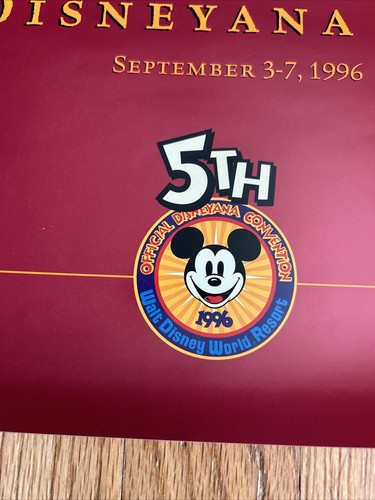 DISNEYANA
SEPTEMBER 3-7, 1996
5TH
OFFICIAL DISNEYANA CONVENTION
1996
Walt Disney World Resort